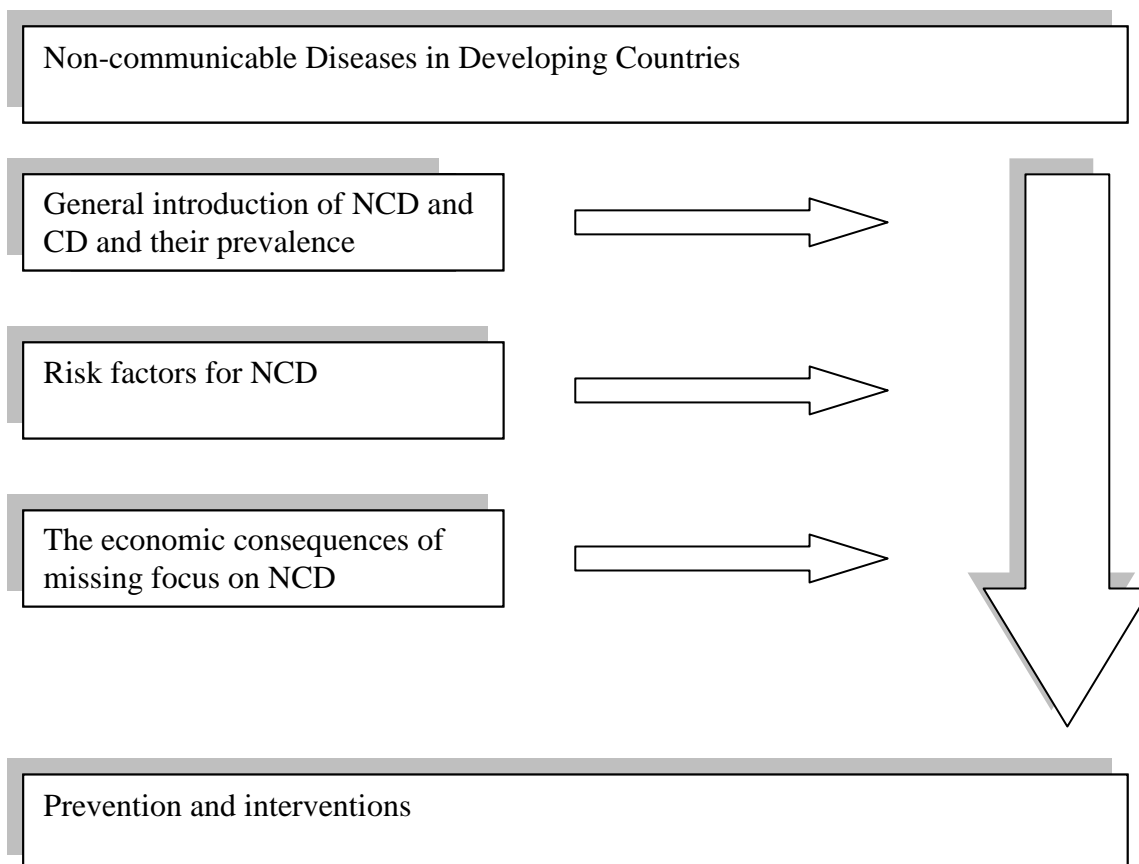 Non-communicable Diseases in Developing Countries
General introduction of NCD and
CD and their prevalence
Risk factors for NCD
The economic consequences of
missing focus on NCD
Prevention and interventions